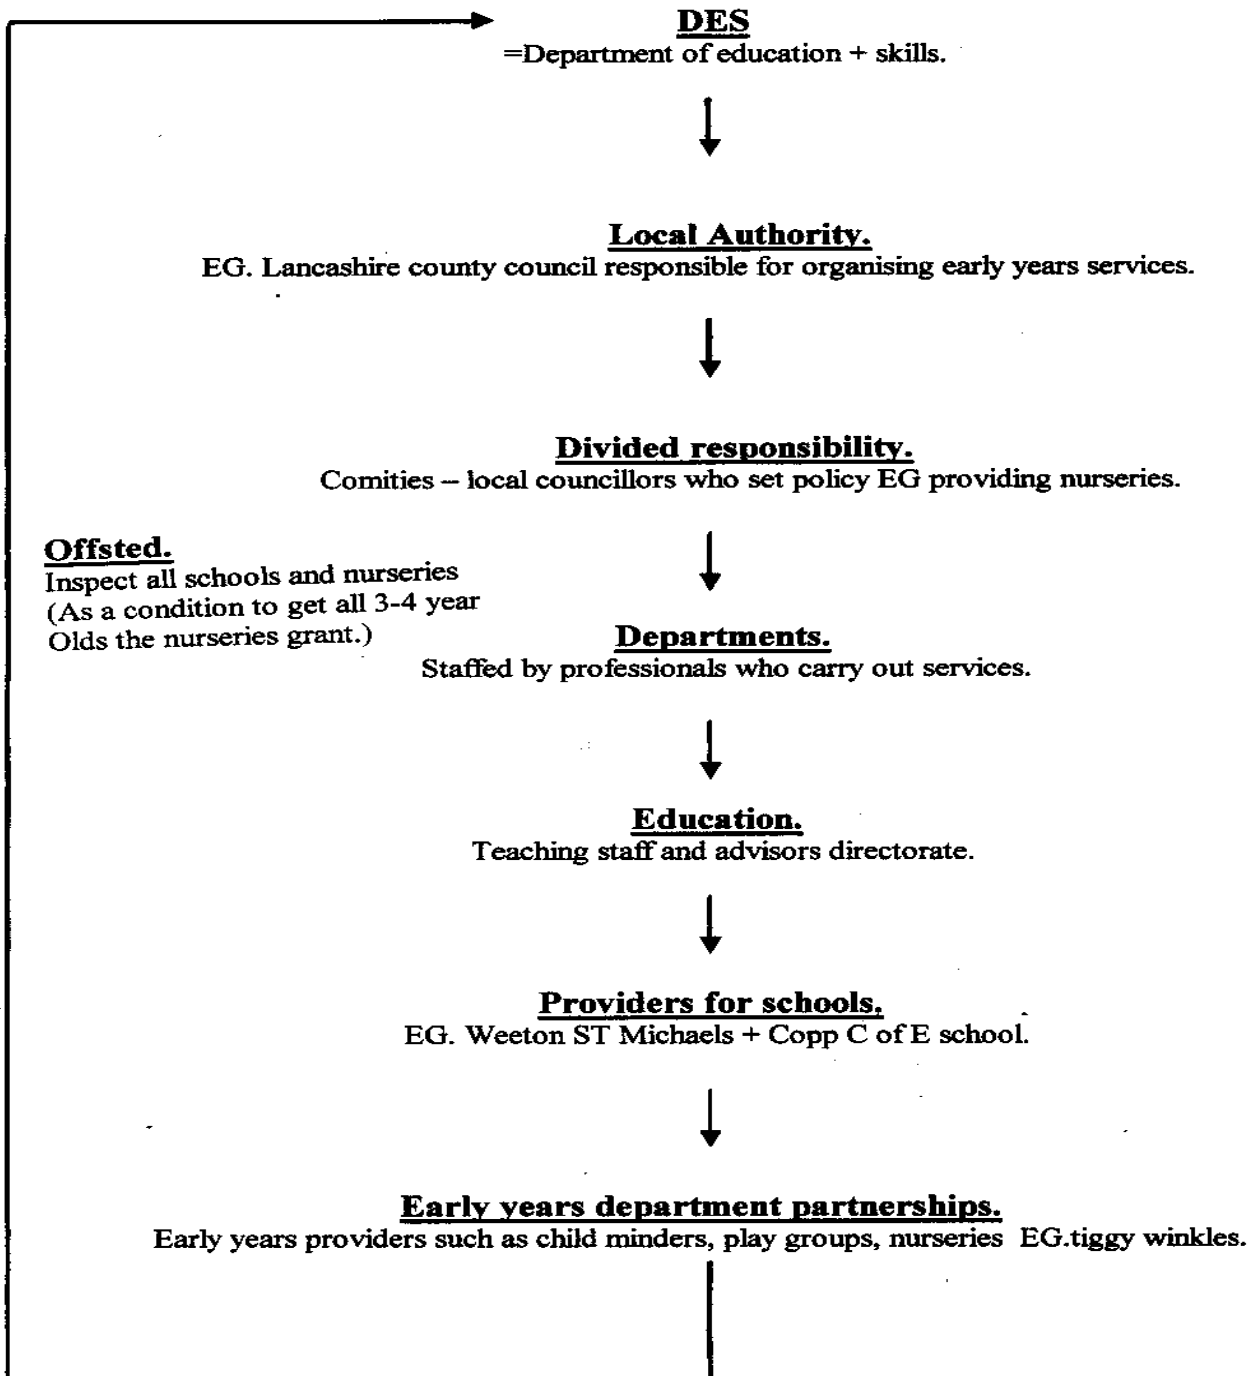 DES
=Department of education + skills.
Local Authority.
EG. Lancashire county council responsible for organising early years services.
Divided responsibility.
Comities – local councillors who set policy EG providing nurseries.
Offsted.
Inspect all schools and nurseries
(As a condition to get all 3-4 year
Olds the nurseries grant.)
Departments.
Staffed by professionals who carry out services.
Education.
Teaching staff and advisors directorate.
Providers for schools.
EG. Weeton ST Michaels + Copp C of E school.
Early years department partnerships.
Early years providers such as child minders, play groups, nurseries EG.tiggy winkles.